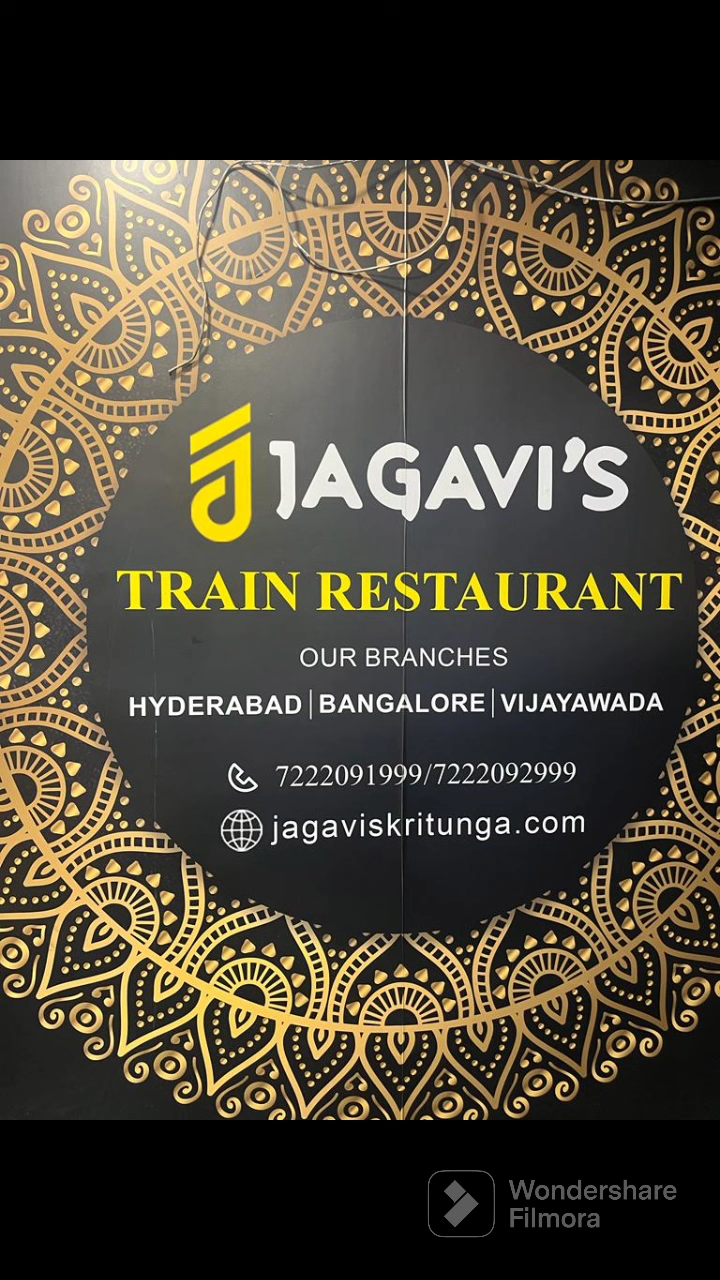 JAGAVI'S
TRAIN RESTAURANT
OUR BRANCHES
HYDERABAD | BANGALORE | VIJAYAWADA
7222091999/7222092999
jagaviskritunga.com
Wondershare
Filmora